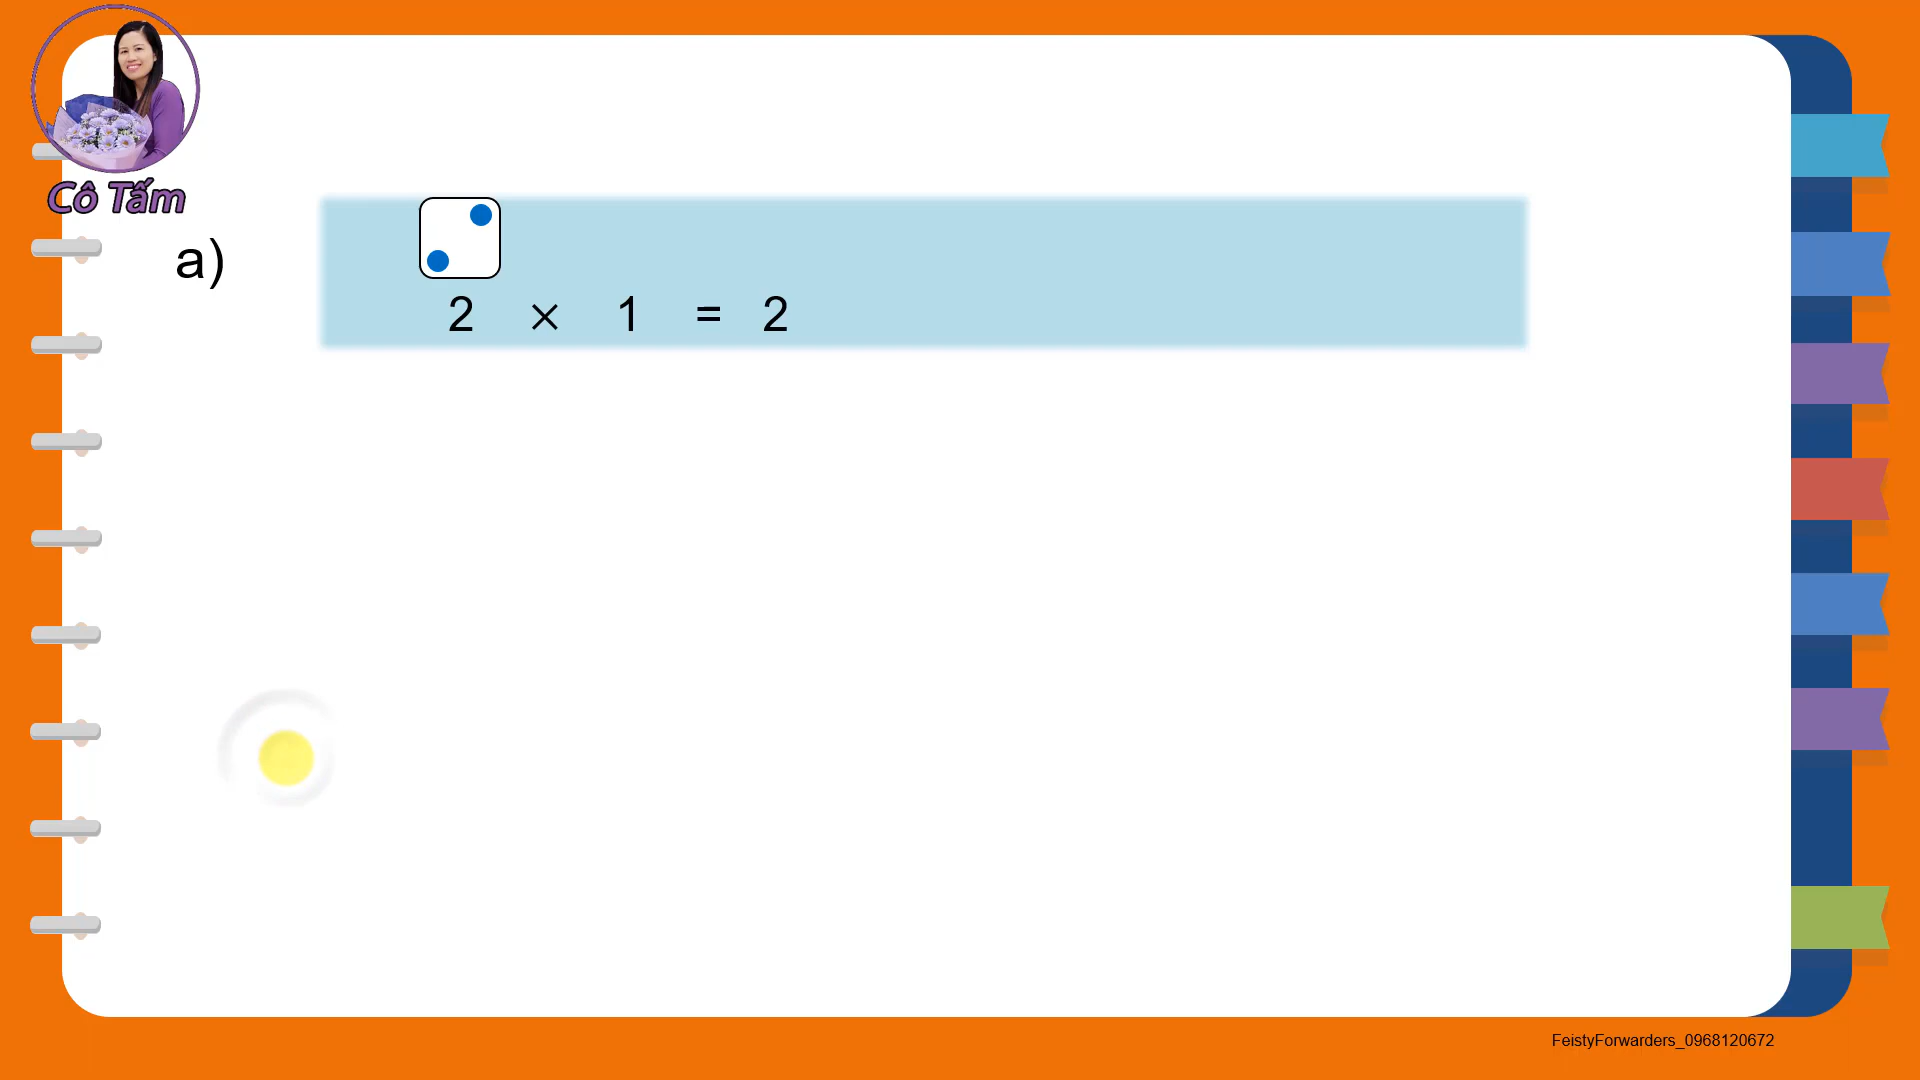 Cô Tấm
a)
2 × 1 = 2
FeistyForwarders_0968120672